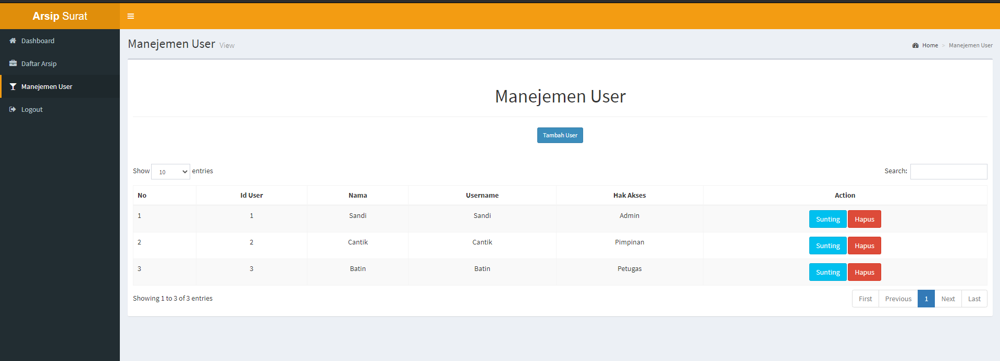 Arsip Surat
Dashboard
Daftar Arsip
Manejemen User
Logout
Manejemen User View
Home > Manejemen User
Manejemen User
Tambah User
Show 10 entries
Search:
No Id User Nama Username Hak Akses Action
1 1 Sandi Sandi Admin Sunting Hapus
2 2 Cantik Cantik Pimpinan Sunting Hapus
3 3 Batin Batin Petugas Sunting Hapus
Showing 1 to 3 of 3 entries
First Previous 1 Next Last